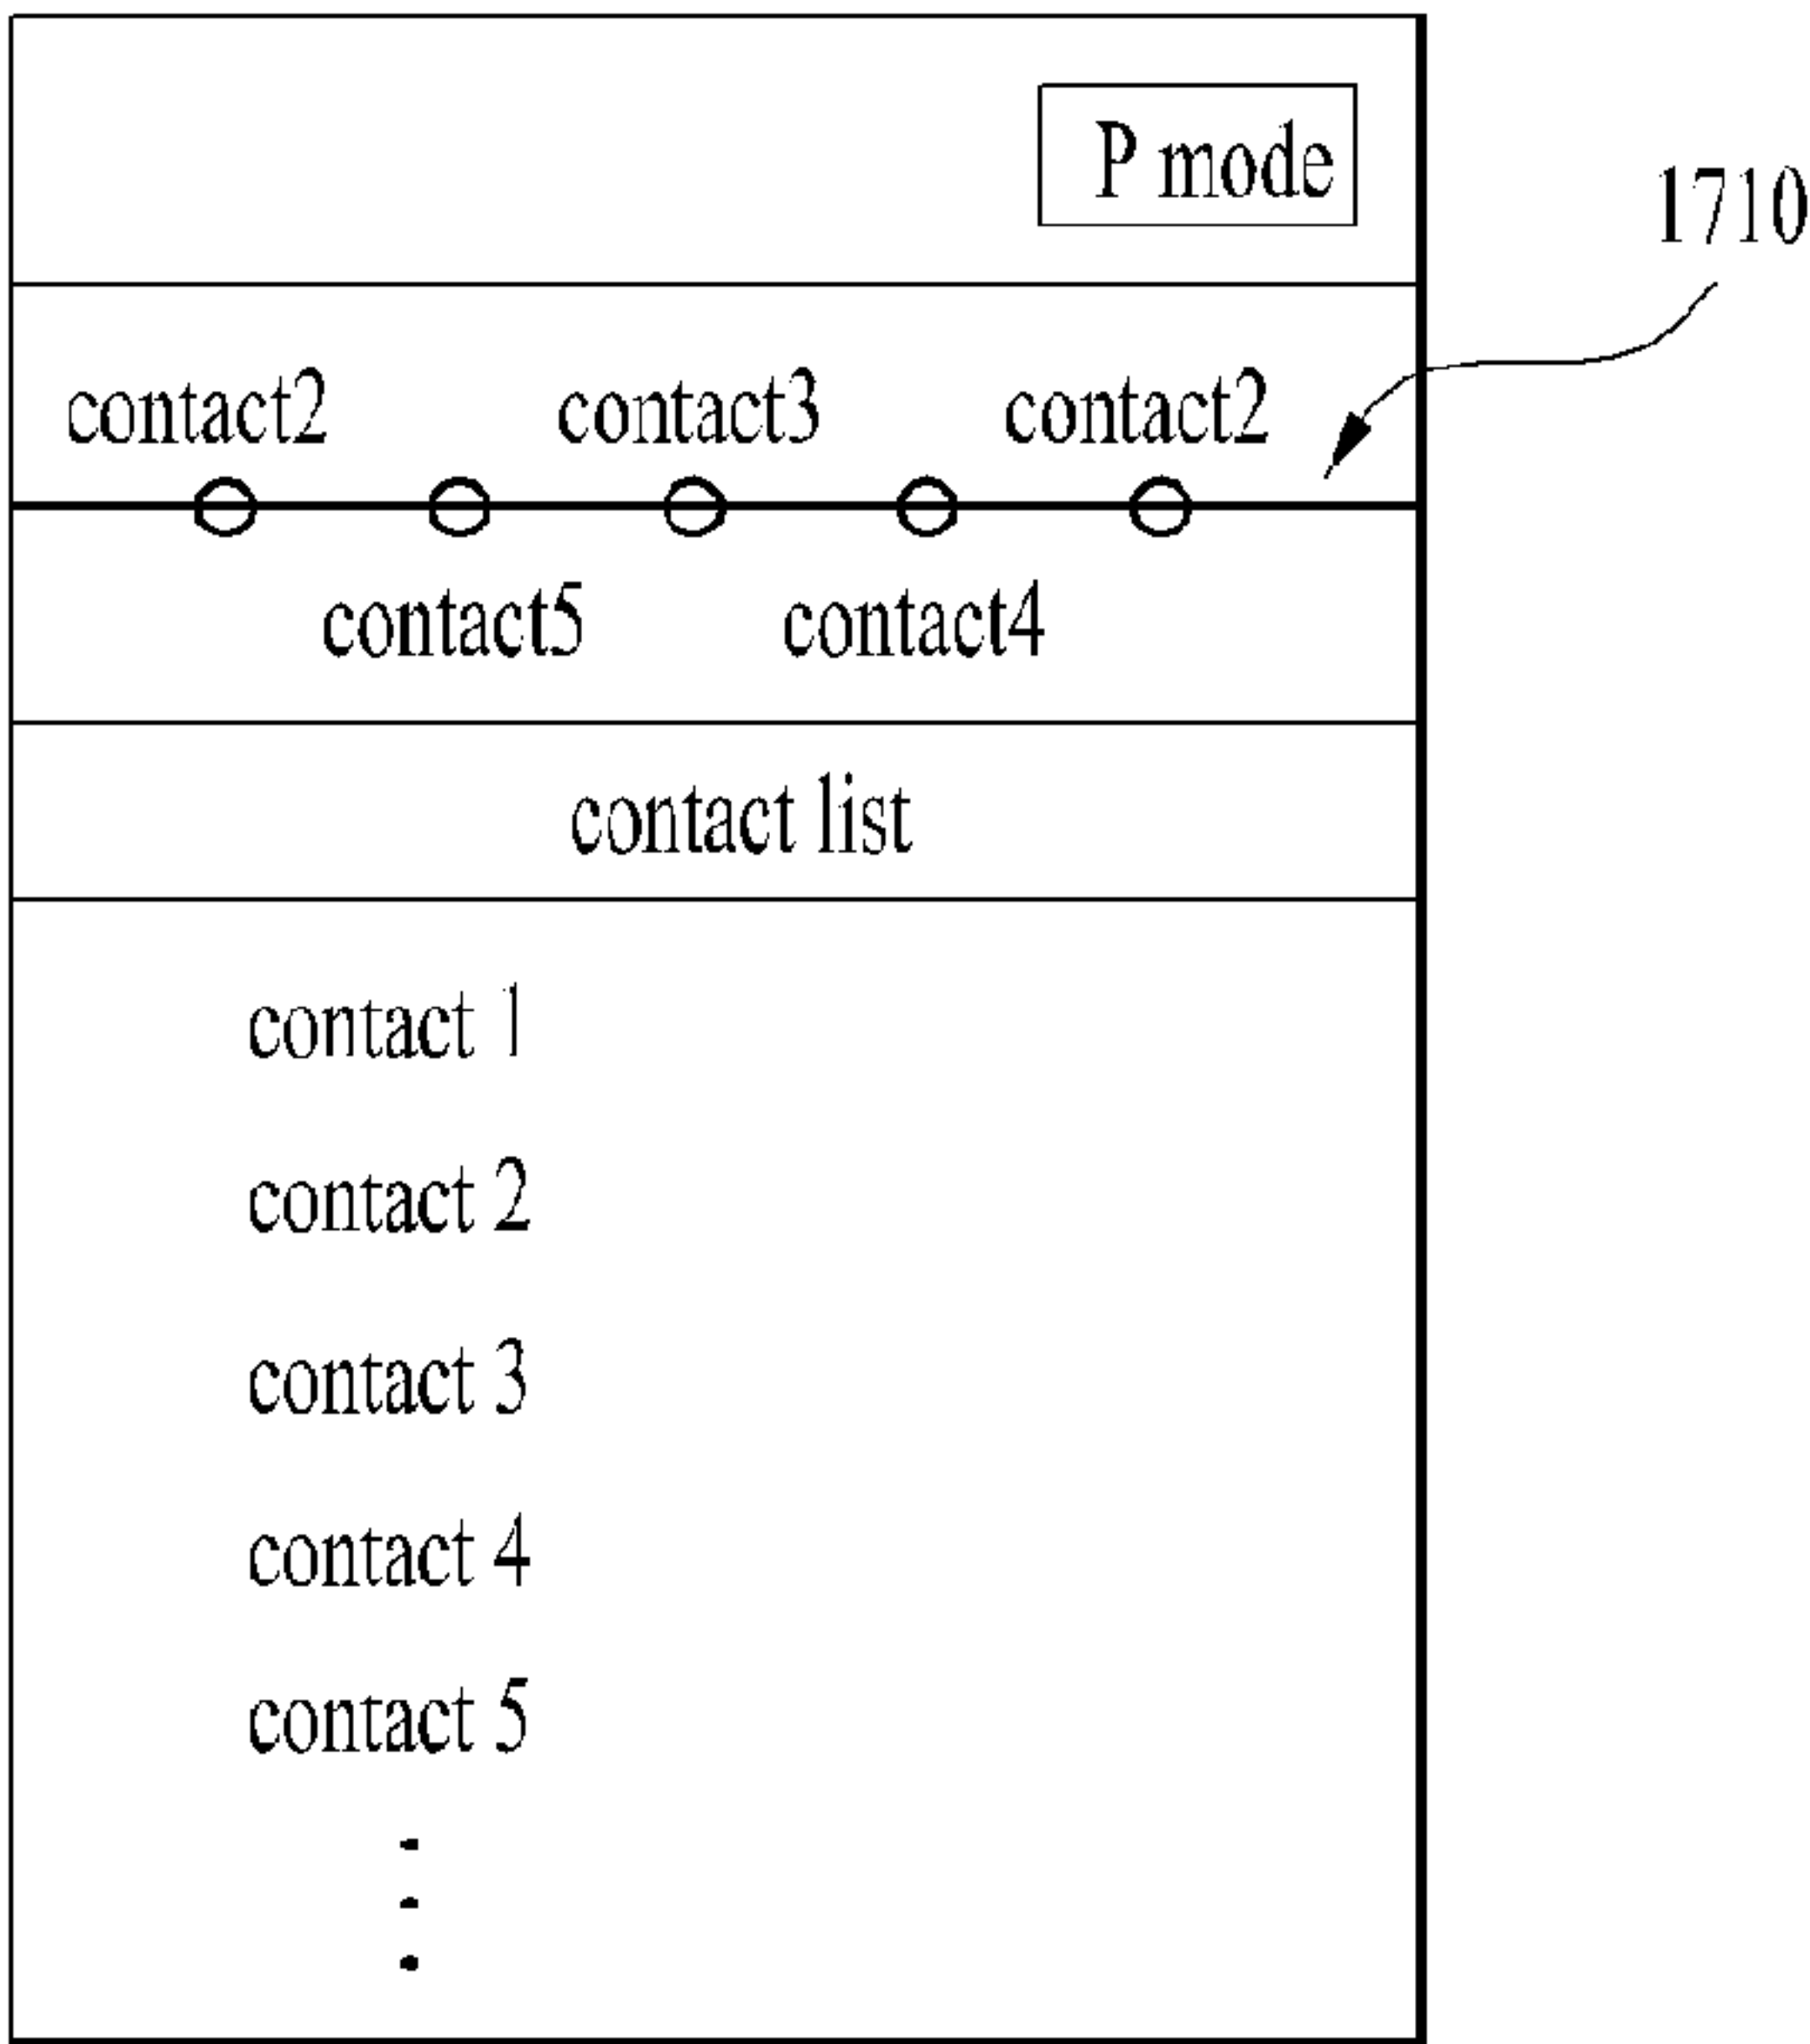 P mode
1710
contact2 contact3 contact2
contact5 contact4
contact list
contact 1
contact 2
contact 3
contact 4
contact 5